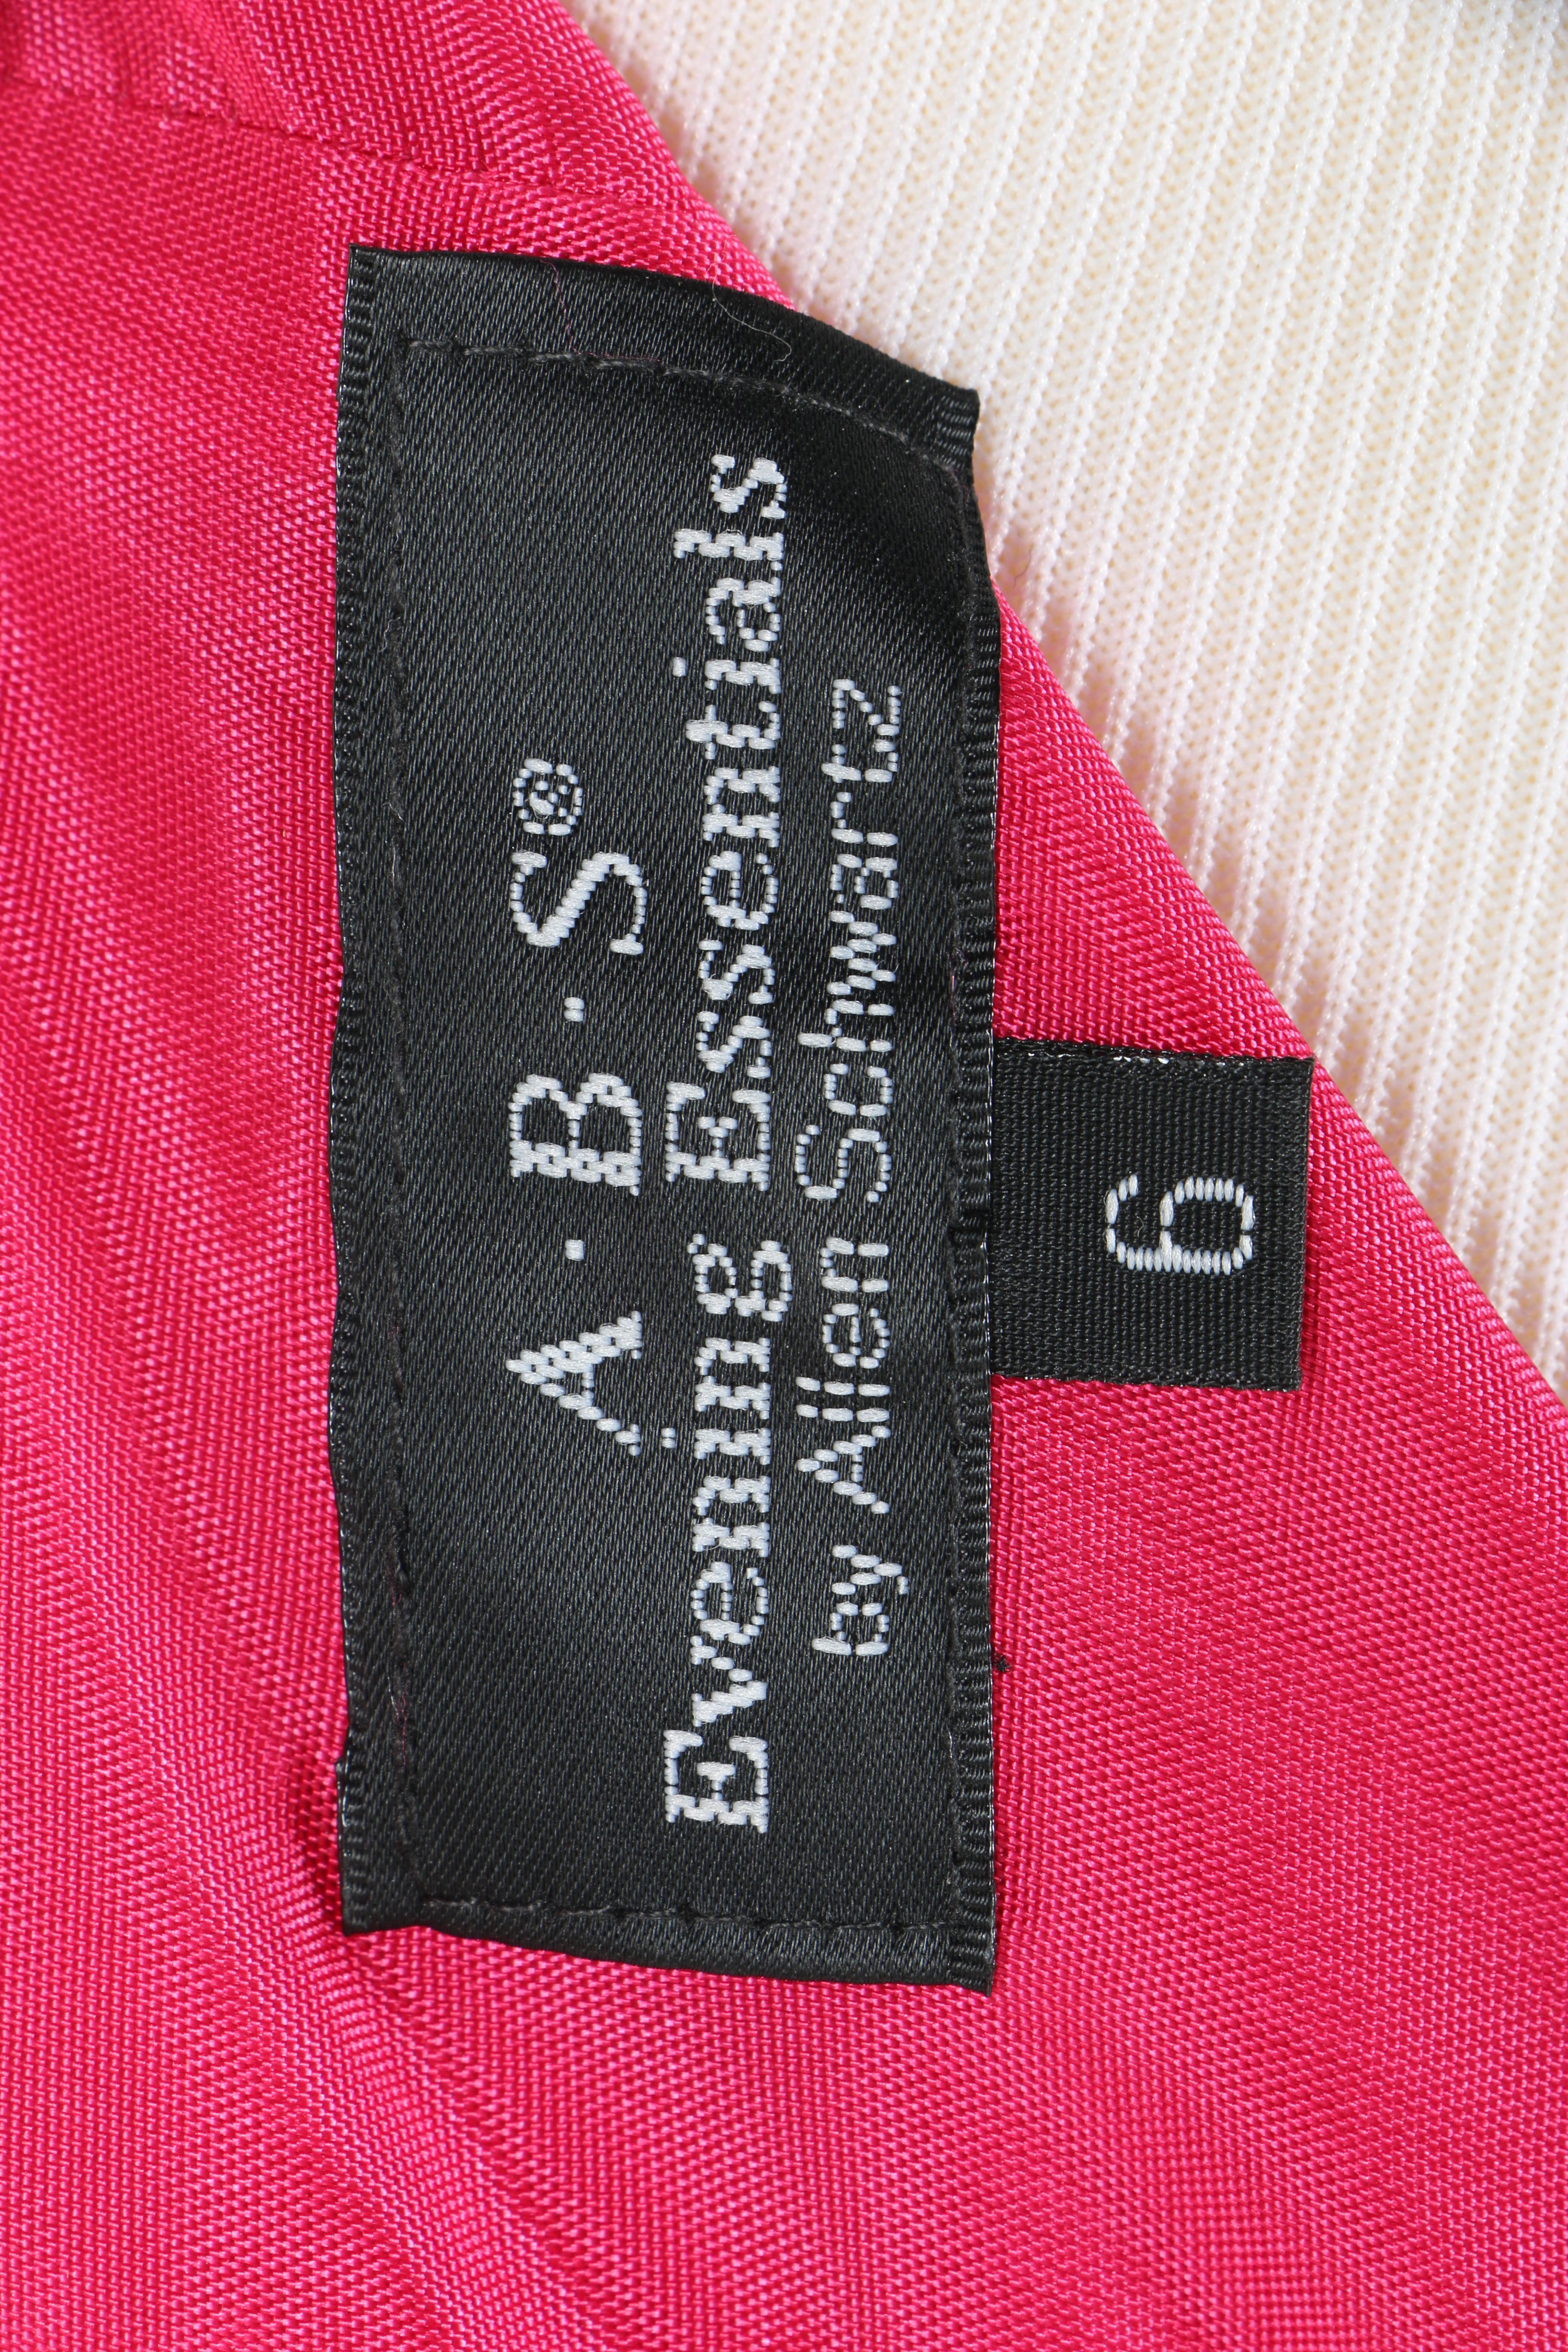 A·B·S®
Evening Essentials
by Allen Schwartz
6